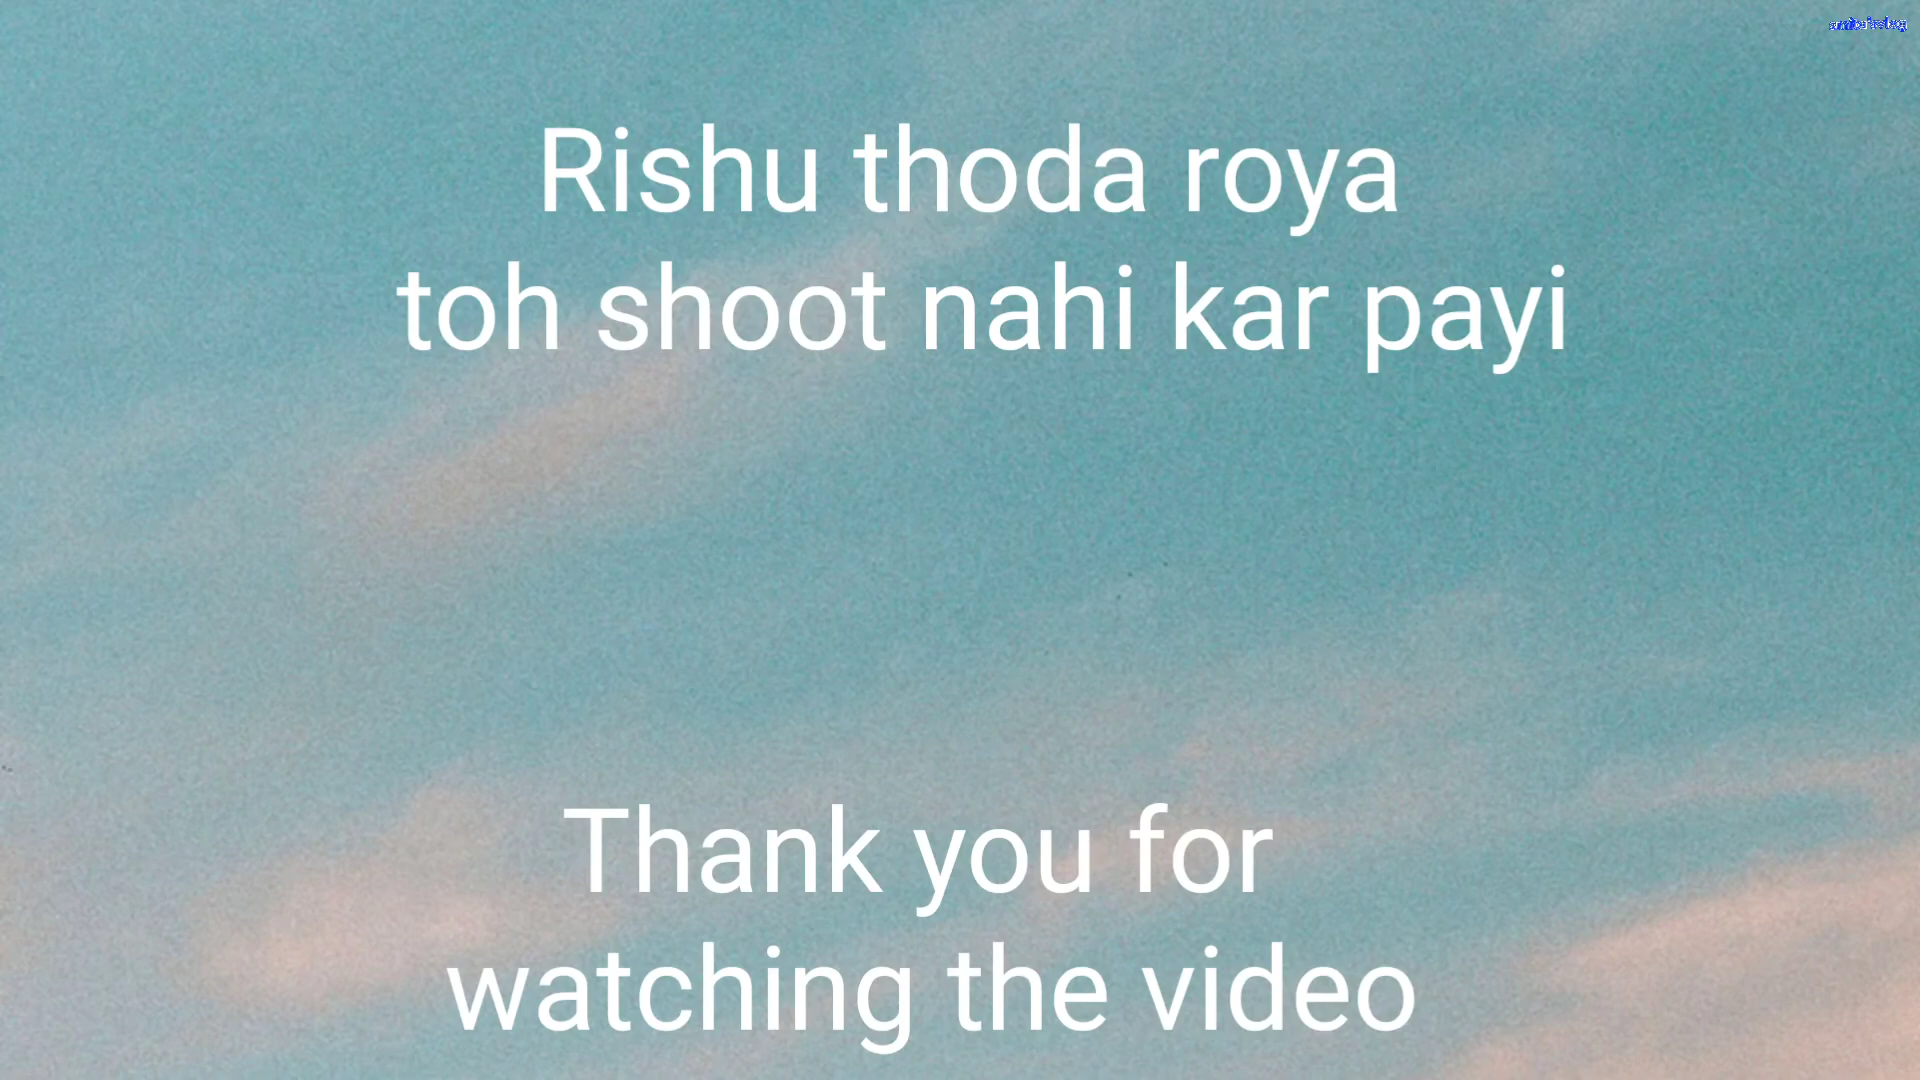 Rishu thoda roya
toh shoot nahi kar payi
Thank you for
watching the video